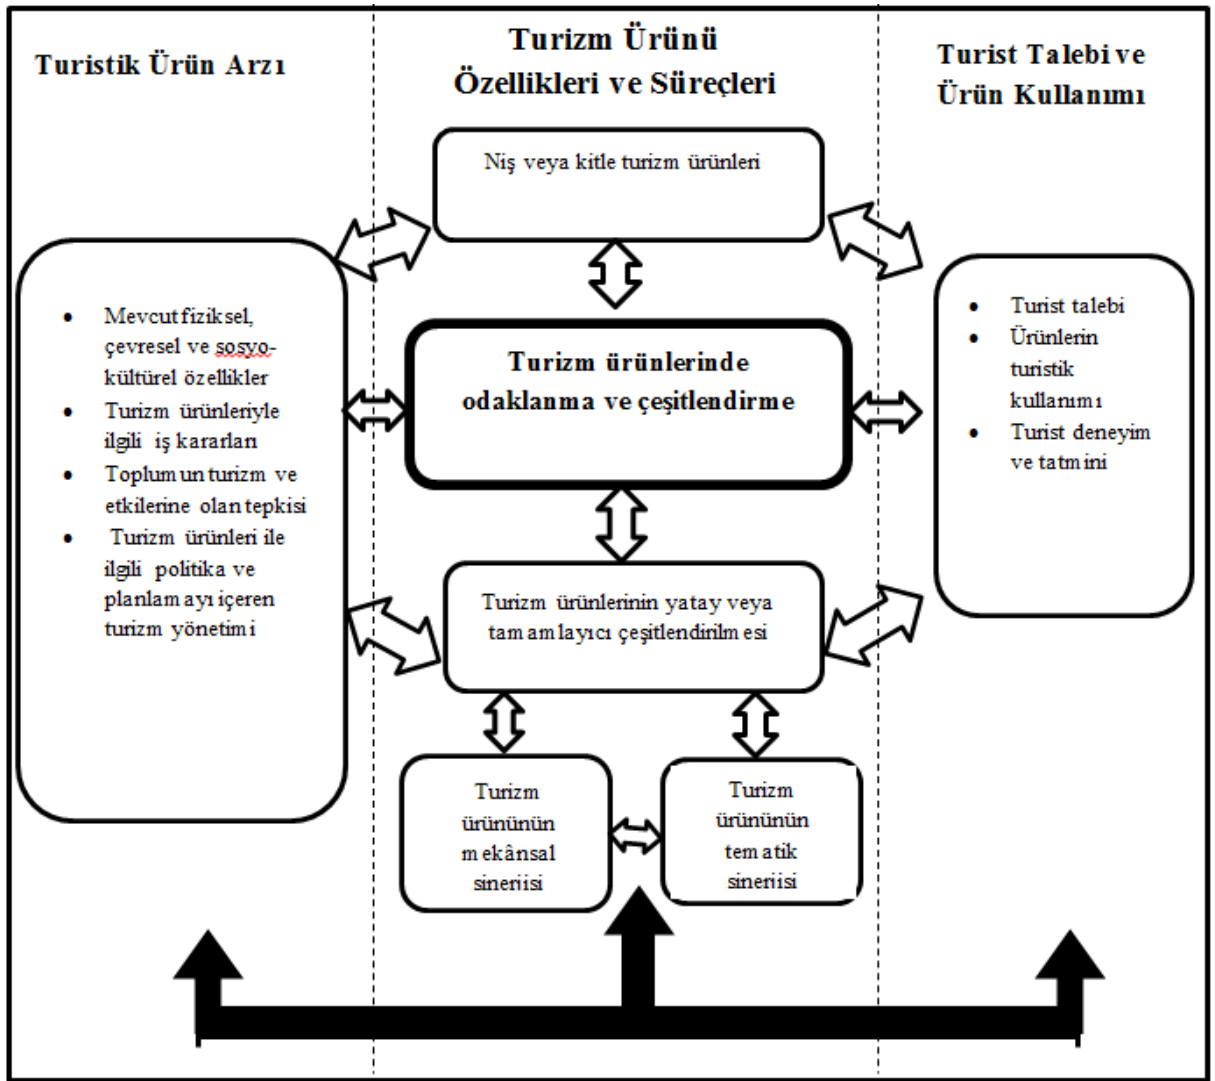 Turistik Ürün Arzı
Turizm Ürünü
Özellikleri ve Süreçleri
Turist Talebi ve
Ürün Kullanımı
Niş veya kitle turizm ürünleri
• Mevcut fiziksel,
çevresel ve sosyo-
kültürel özellikler
• Turizm ürünleriyle
ilgili iş kararları
• Toplumun turizm ve
etkilerine olan tepkisi
• Turizm ürünleri ile
ilgili politika ve
planlamayı içeren
turizm yönetimi
Turizm ürünlerinde
odaklanma ve çeşitlendirme
• Turist talebi
• Ürünlerin
turistik
kullanımı
• Turist deneyim
ve tatmini
Turizm ürünlerinin yatay veya
tamamlayıcı çeşitlendirilmesi
Turizm
ürününün
mekânsal
sinerjisi
Turizm
ürününün
tematik
sinerjisi